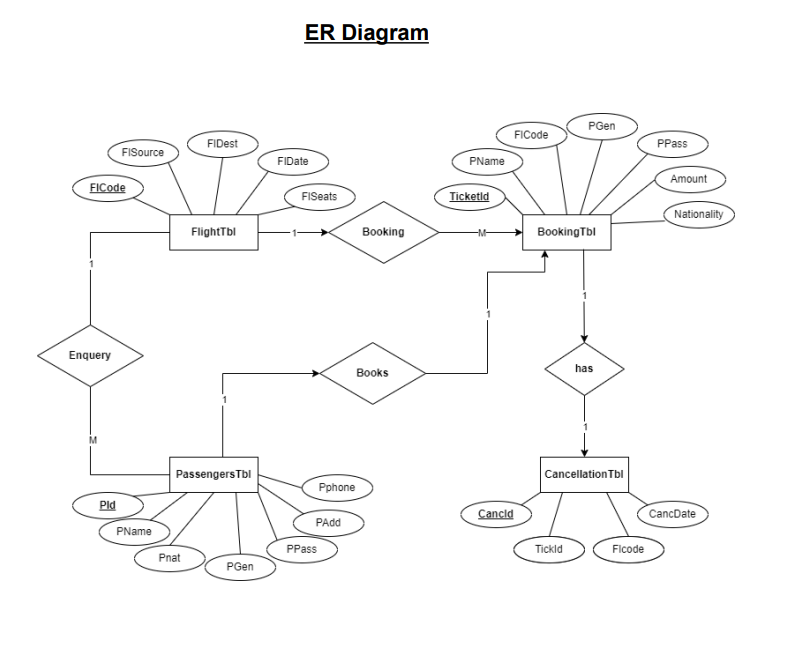 ER Diagram
FlCode
FlSource
FlDest
FlDate
FlSeats
FlightTbl
1
Booking
M
TicketId
PName
FlCode
PGen
PPass
Amount
Nationality
BookingTbl
1
Enquery
M
1
Books
1
1
has
1
PassengersTbl
PId
PName
Pnat
PGen
PPass
PAdd
Pphone
CancellationTbl
CancId
TickId
Flcode
CancDate